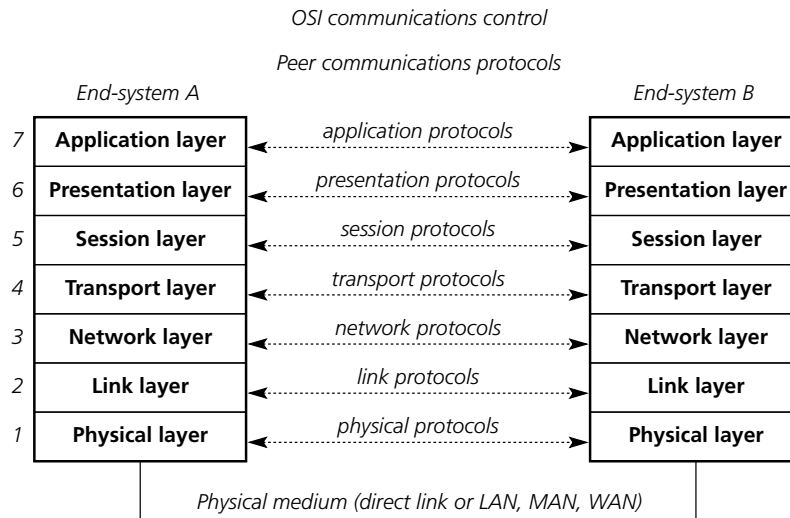 OSI communications control
Peer communications protocols
End-system A End-system B
7 Application layer application protocols Application layer
6 Presentation layer presentation protocols Presentation layer
5 Session layer session protocols Session layer
4 Transport layer transport protocols Transport layer
3 Network layer network protocols Network layer
2 Link layer link protocols Link layer
1 Physical layer physical protocols Physical layer
Physical medium (direct link or LAN, MAN, WAN)